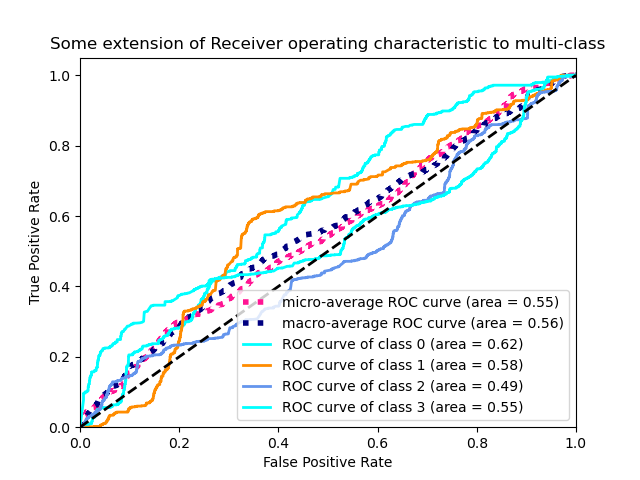 Some extension of Receiver operating characteristic to multi-class
1.0
0.8
0.6
0.4
0.2
0.0
True Positive Rate
micro-average ROC curve (area = 0.55)
macro-average ROC curve (area = 0.56)
ROC curve of class 0 (area = 0.62)
ROC curve of class 1 (area = 0.58)
ROC curve of class 2 (area = 0.49)
ROC curve of class 3 (area = 0.55)
0.0 0.2 0.4 0.6 0.8 1.0
False Positive Rate